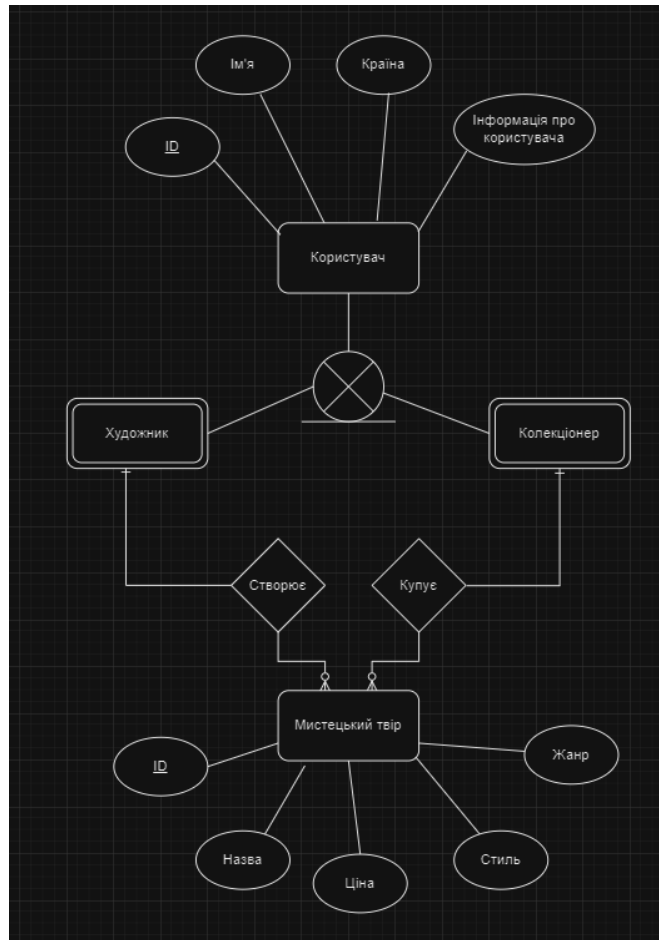 Ім'я
Країна
Інформація про
користувача
ID
Користувач
Художник
Колекціонер
Створює
Купує
Мистецький твір
ID
Жанр
Назва
Ціна
Стиль